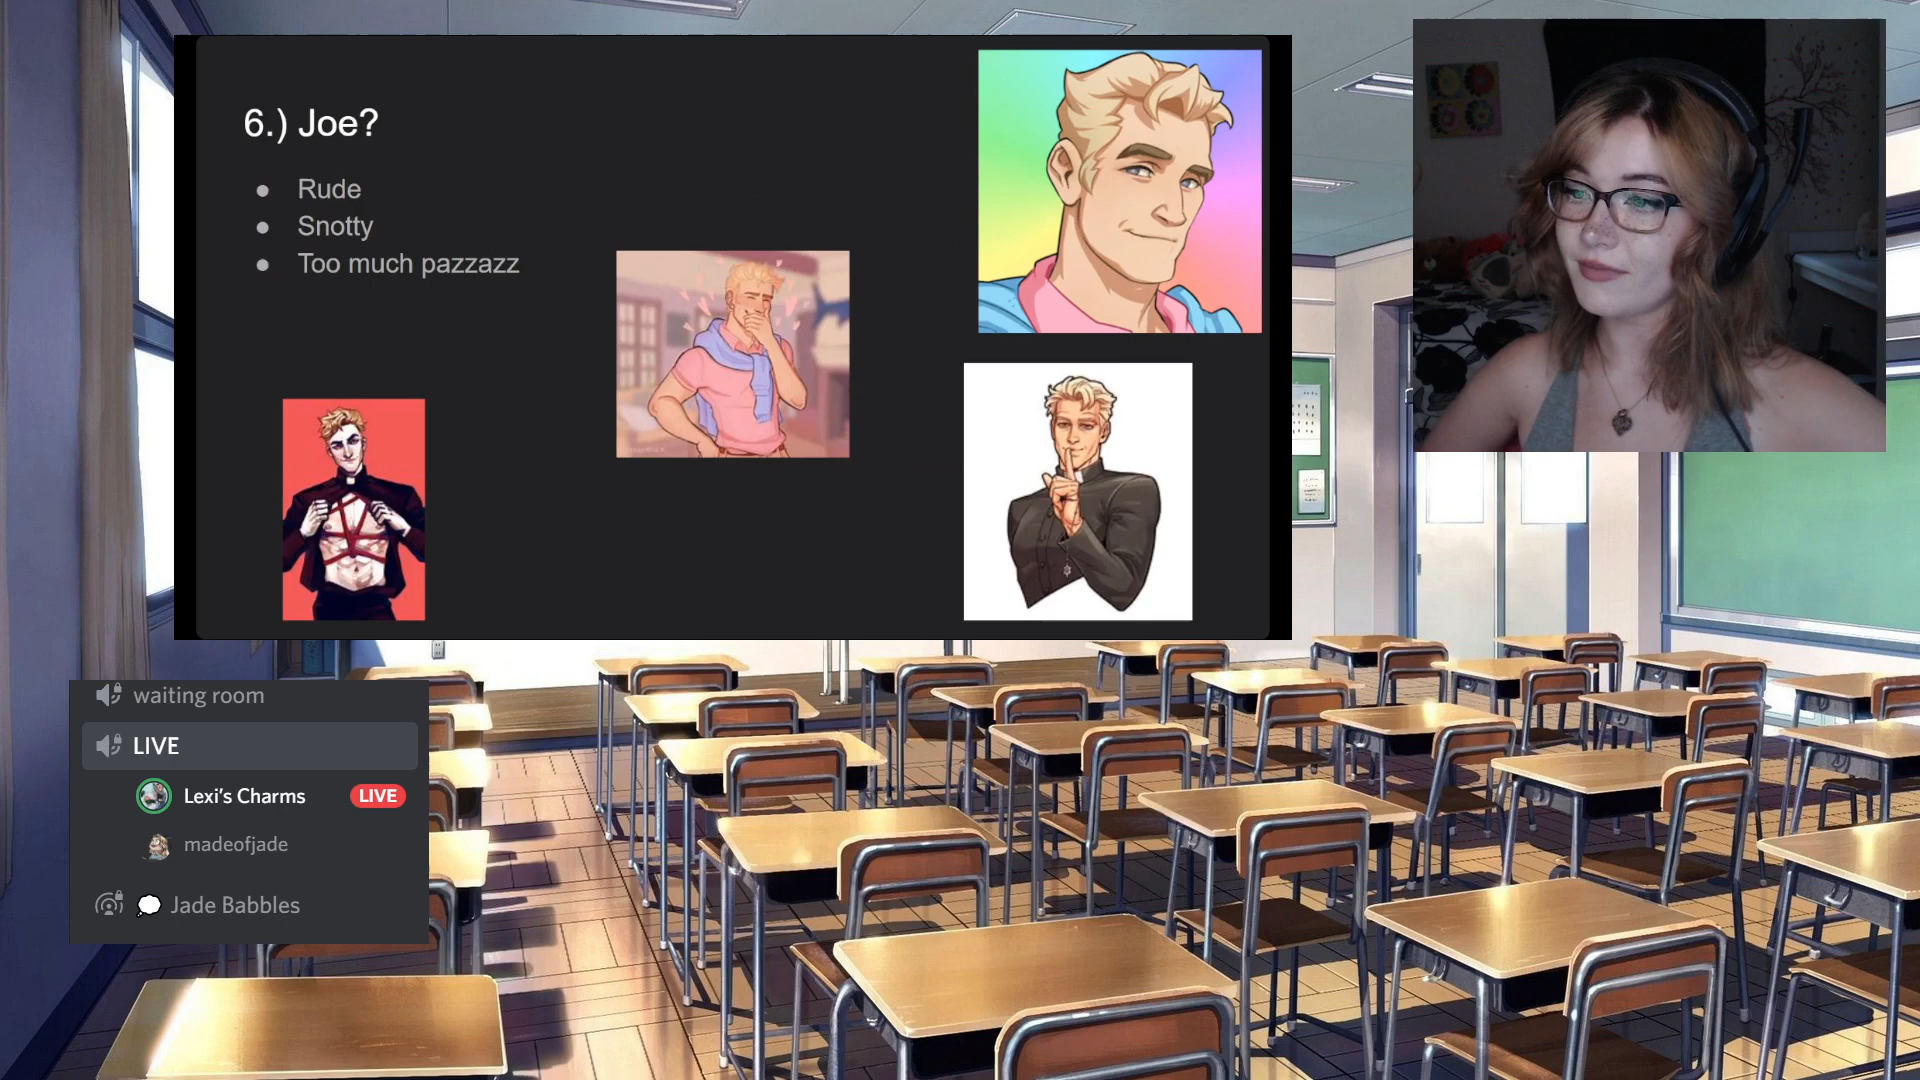 6.) Joe?
● Rude
● Snotty
● Too much pazzazz
waiting room
LIVE
Lexi's Charms LIVE
madeofjade
Jade Babbles